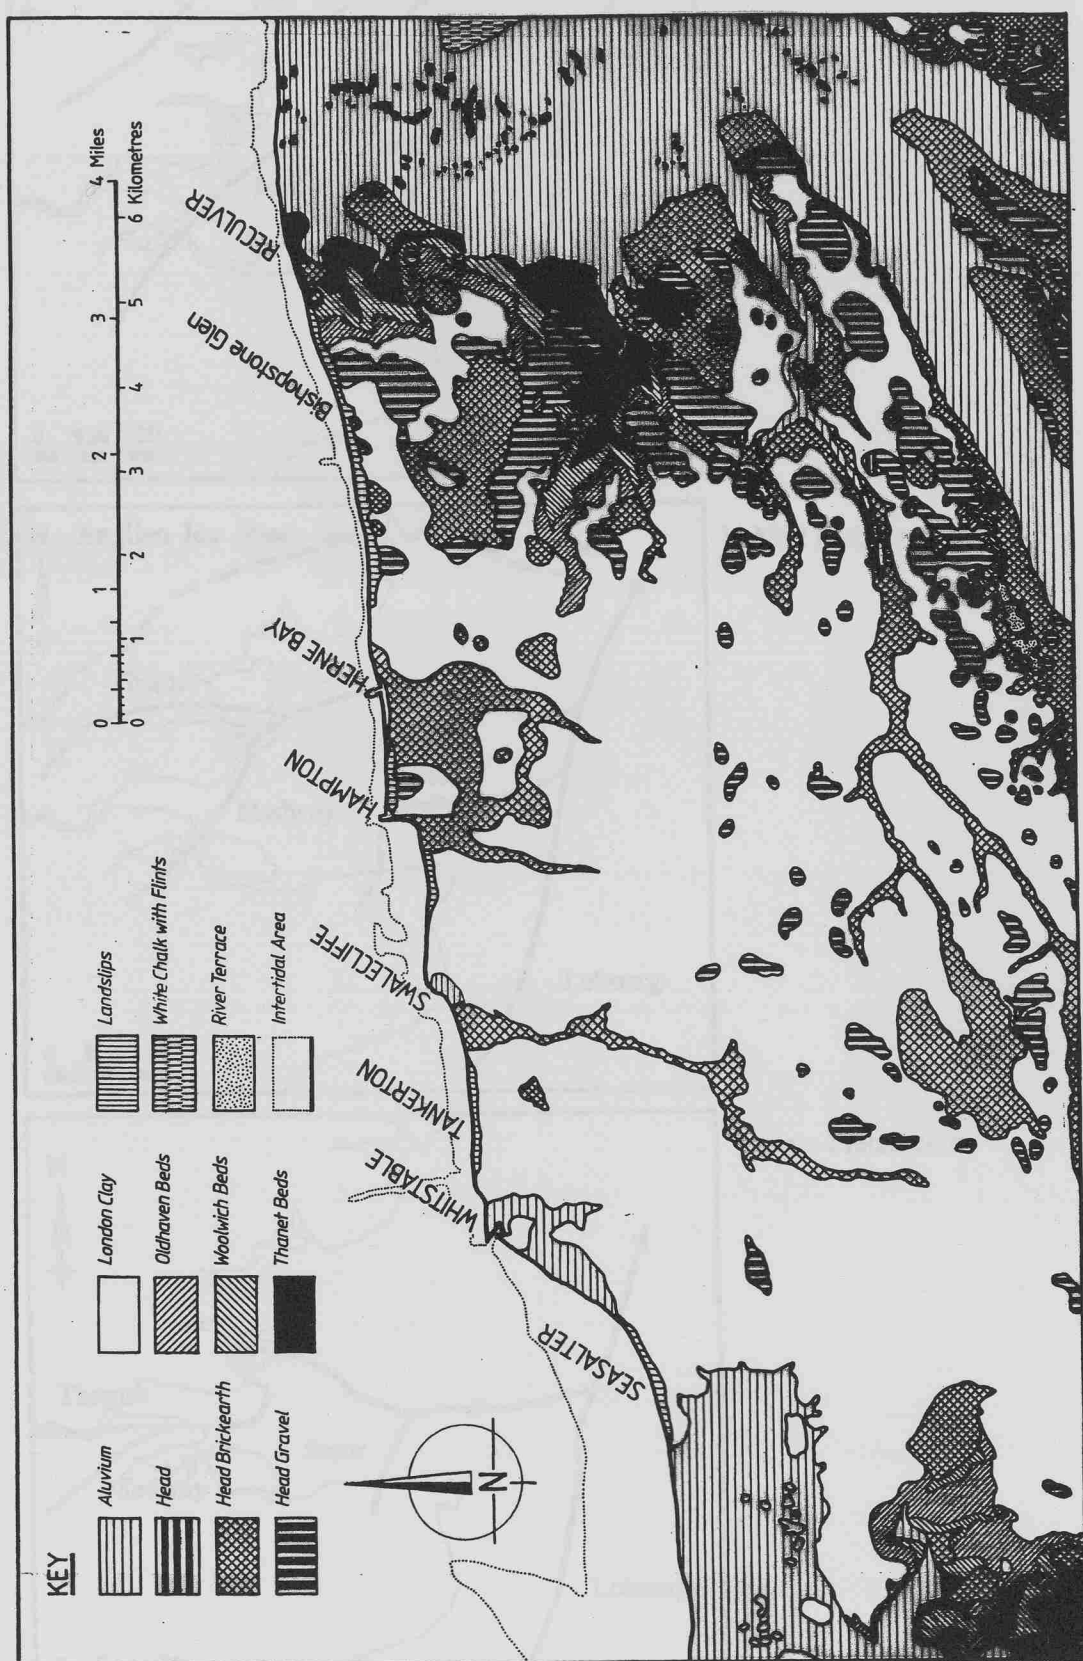 KEY
Aluvium
Head
Head Brickearth
Head Gravel
London Clay
Oldhaven Beds
Woolwich Beds
Thanet Beds
Landslips
White Chalk with Flints
River Terrace
Intertidal Area
N
0 1 2 3 4 Miles
0 1 2 3 4 5 6 Kilometres
SEASALTER
WHITSTABLE
TANKERTON
SWALECLIFFE
HAMPTON
HERNE BAY
Bishopstone Glen
RECULVER